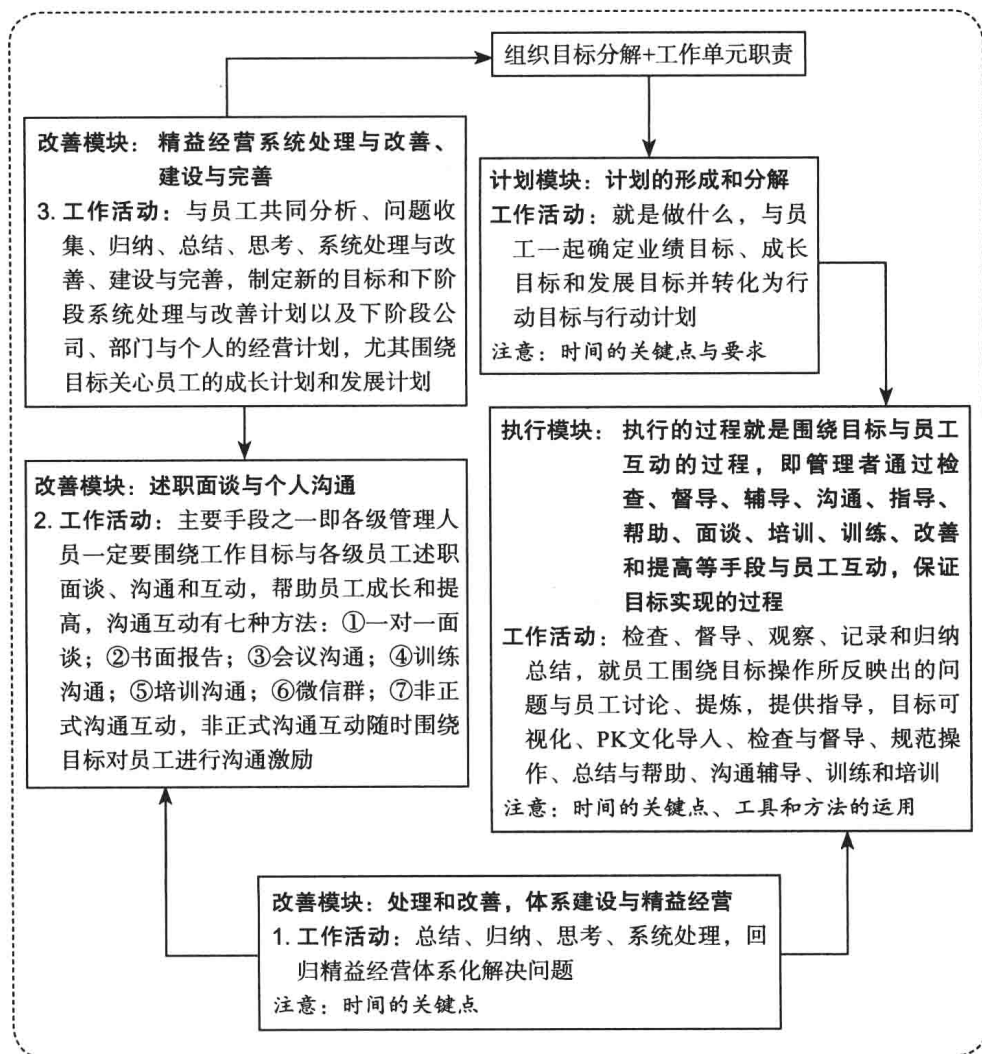 组织目标分解+工作单元职责
改善模块：精益经营系统处理与改善、
建设与完善
3. 工作活动：与员工共同分析、问题收
集、归纳、总结、思考、系统处理与改
善、建设与完善，制定新的目标和下阶
段系统处理与改善计划以及下阶段公
司、部门与个人的经营计划，尤其围绕
目标关心员工的成长计划和发展计划
计划模块：计划的形成和分解
工作活动：就是做什么，与员
工一起确定业绩目标、成长
目标和发展目标并转化为行
动目标与行动计划
注意：时间的关键点与要求
改善模块：述职面谈与个人沟通
2. 工作活动：主要手段之一即各级管理人
员一定要围绕工作目标与各级员工述职
面谈、沟通和互动，帮助员工成长和提
高，沟通互动有七种方法：①一对一面
谈；②书面报告；③会议沟通；④训练
沟通；⑤培训沟通；⑥微信群；⑦非正
式沟通互动，非正式沟通互动随时围绕
目标对员工进行沟通激励
执行模块：执行的过程就是围绕目标与员工
互动的过程，即管理者通过检
查、督导、辅导、沟通、指导、
帮助、面谈、培训、训练、改善
和提高等手段与员工互动，保证
目标实现的过程
工作活动：检查、督导、观察、记录和归纳
总结，就员工围绕目标操作所反映出的问
题与员工讨论、提炼，提供指导，目标可
视化、PK文化导入、检查与督导、规范操
作、总结与帮助、沟通辅导、训练和培训
注意：时间的关键点、工具和方法的运用
改善模块：处理和改善，体系建设与精益经营
1. 工作活动：总结、归纳、思考、系统处理，回
归精益经营体系化解决问题
注意：时间的关键点